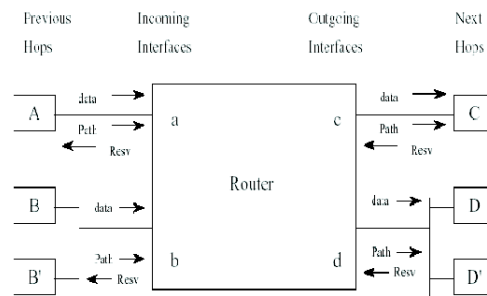 Previous Incoming Outgoing Next
Hops Interfaces Interfaces Hops
data data
A a c C
Path Path
Resv Resv
Router
B data data D
Path Path
B' Resv b d Resv D'